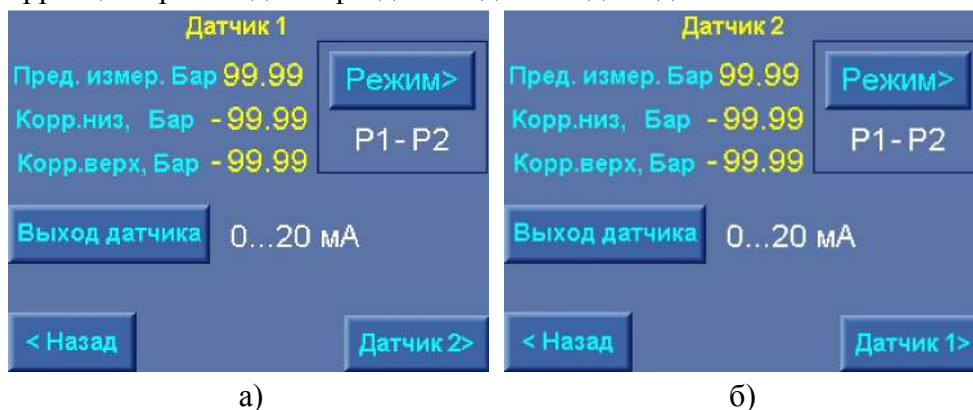 Датчик 1
Пред. измер. Бар 99.99
Режим>
Корр.низ, Бар -99.99
P1-P2
Корр.верх, Бар -99.99
Выход датчика 0...20 мА
< Назад
Датчик 2>
а)
Датчик 2
Пред. измер. Бар 99.99
Режим>
Корр.низ, Бар -99.99
P1-P2
Корр.верх, Бар -99.99
Выход датчика 0...20 мА
< Назад
Датчик 1>
б)